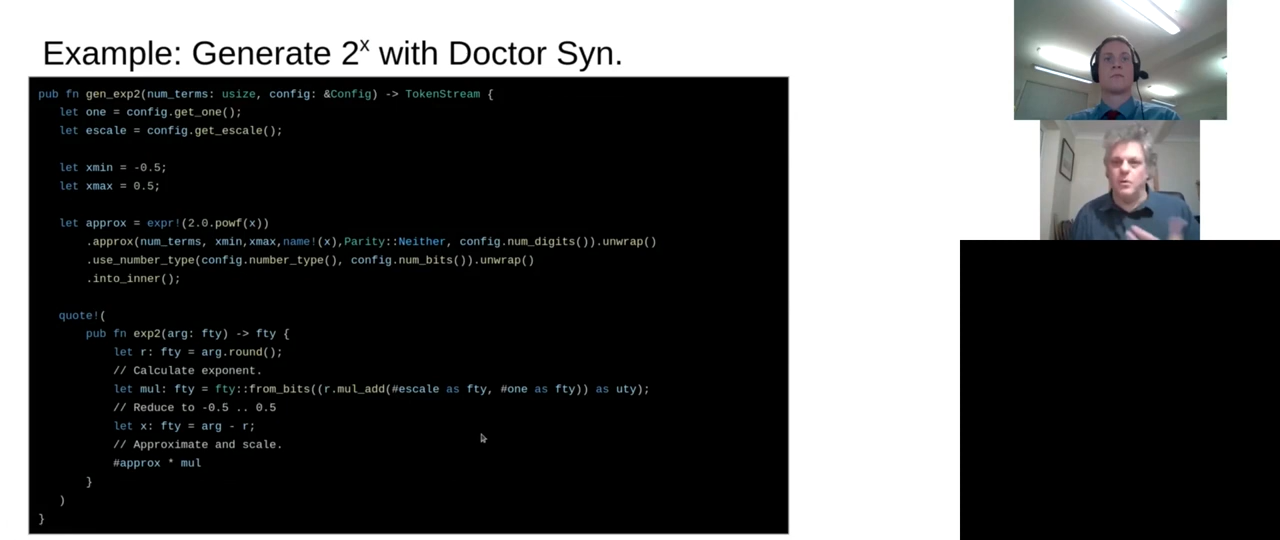 Example: Generate 2ˣ with Doctor Syn.
pub fn gen_exp2(num_terms: usize, config: &Config) -> TokenStream {
let one = config.get_one();
let escale = config.get_escale();
let xmin = -0.5;
let xmax = 0.5;
let approx = expr!(2.0.powf(x))
.approx(num_terms, xmin,xmax,name!(x),Parity::Neither, config.num_digits()).unwrap()
.use_number_type(config.number_type(), config.num_bits()).unwrap()
.into_inner();
quote!(
pub fn exp2(arg: fty) -> fty {
let r: fty = arg.round();
// Calculate exponent.
let mul: fty = fty::from_bits((r.mul_add(#escale as fty, #one as fty)) as uty);
// Reduce to -0.5 .. 0.5
let x: fty = arg - r;
// Approximate and scale.
#approx * mul
}
)
}